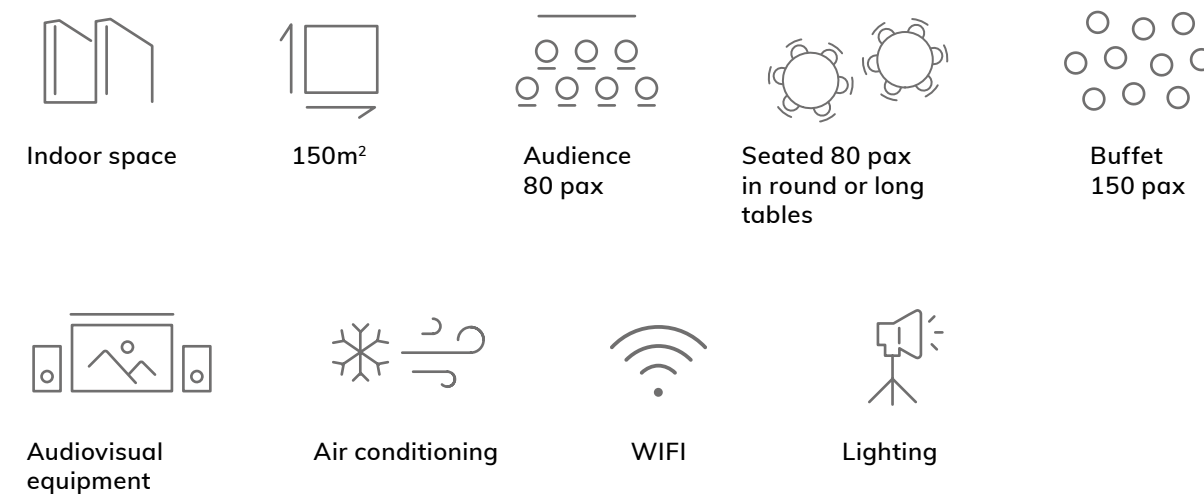 Indoor space
150m²
Audience
80 pax
Seated 80 pax
in round or long
tables
Buffet
150 pax
Audiovisual
equipment
Air conditioning
WIFI
Lighting